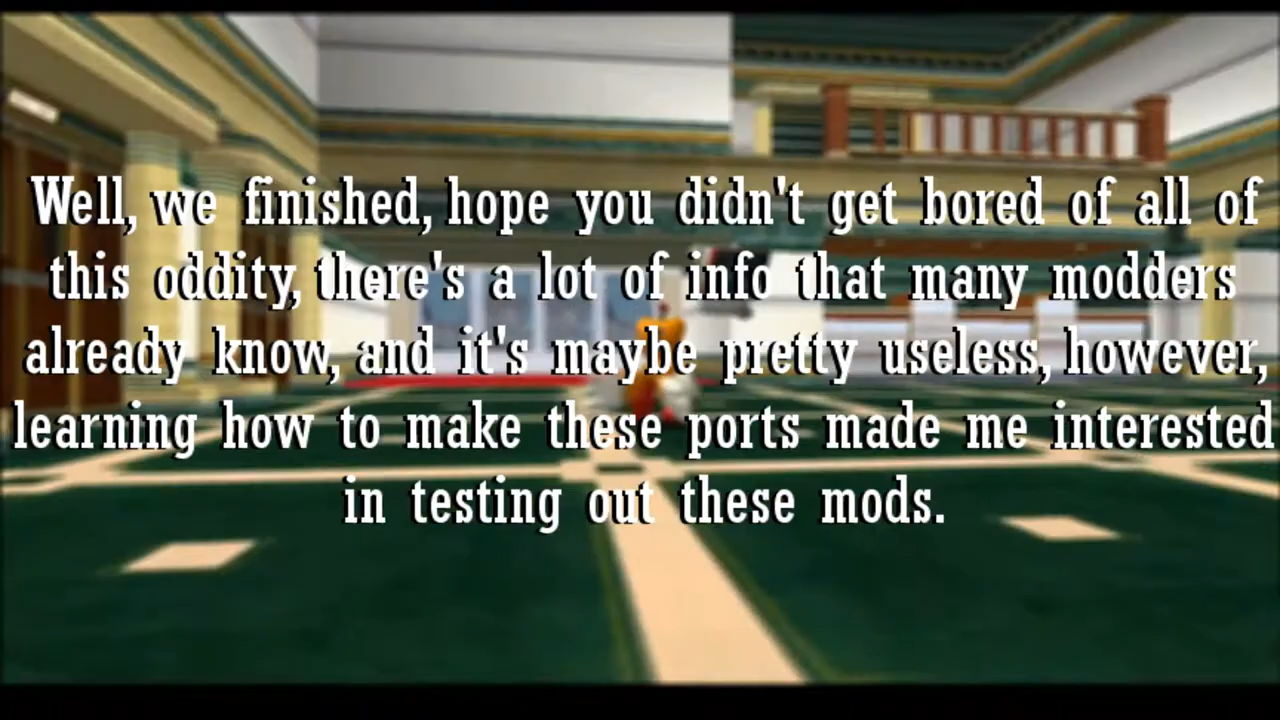 Well, we finished, hope you didn't get bored of all of
this oddity, there's a lot of info that many modders
already know, and it's maybe pretty useless, however,
learning how to make these ports made me interested
in testing out these mods.